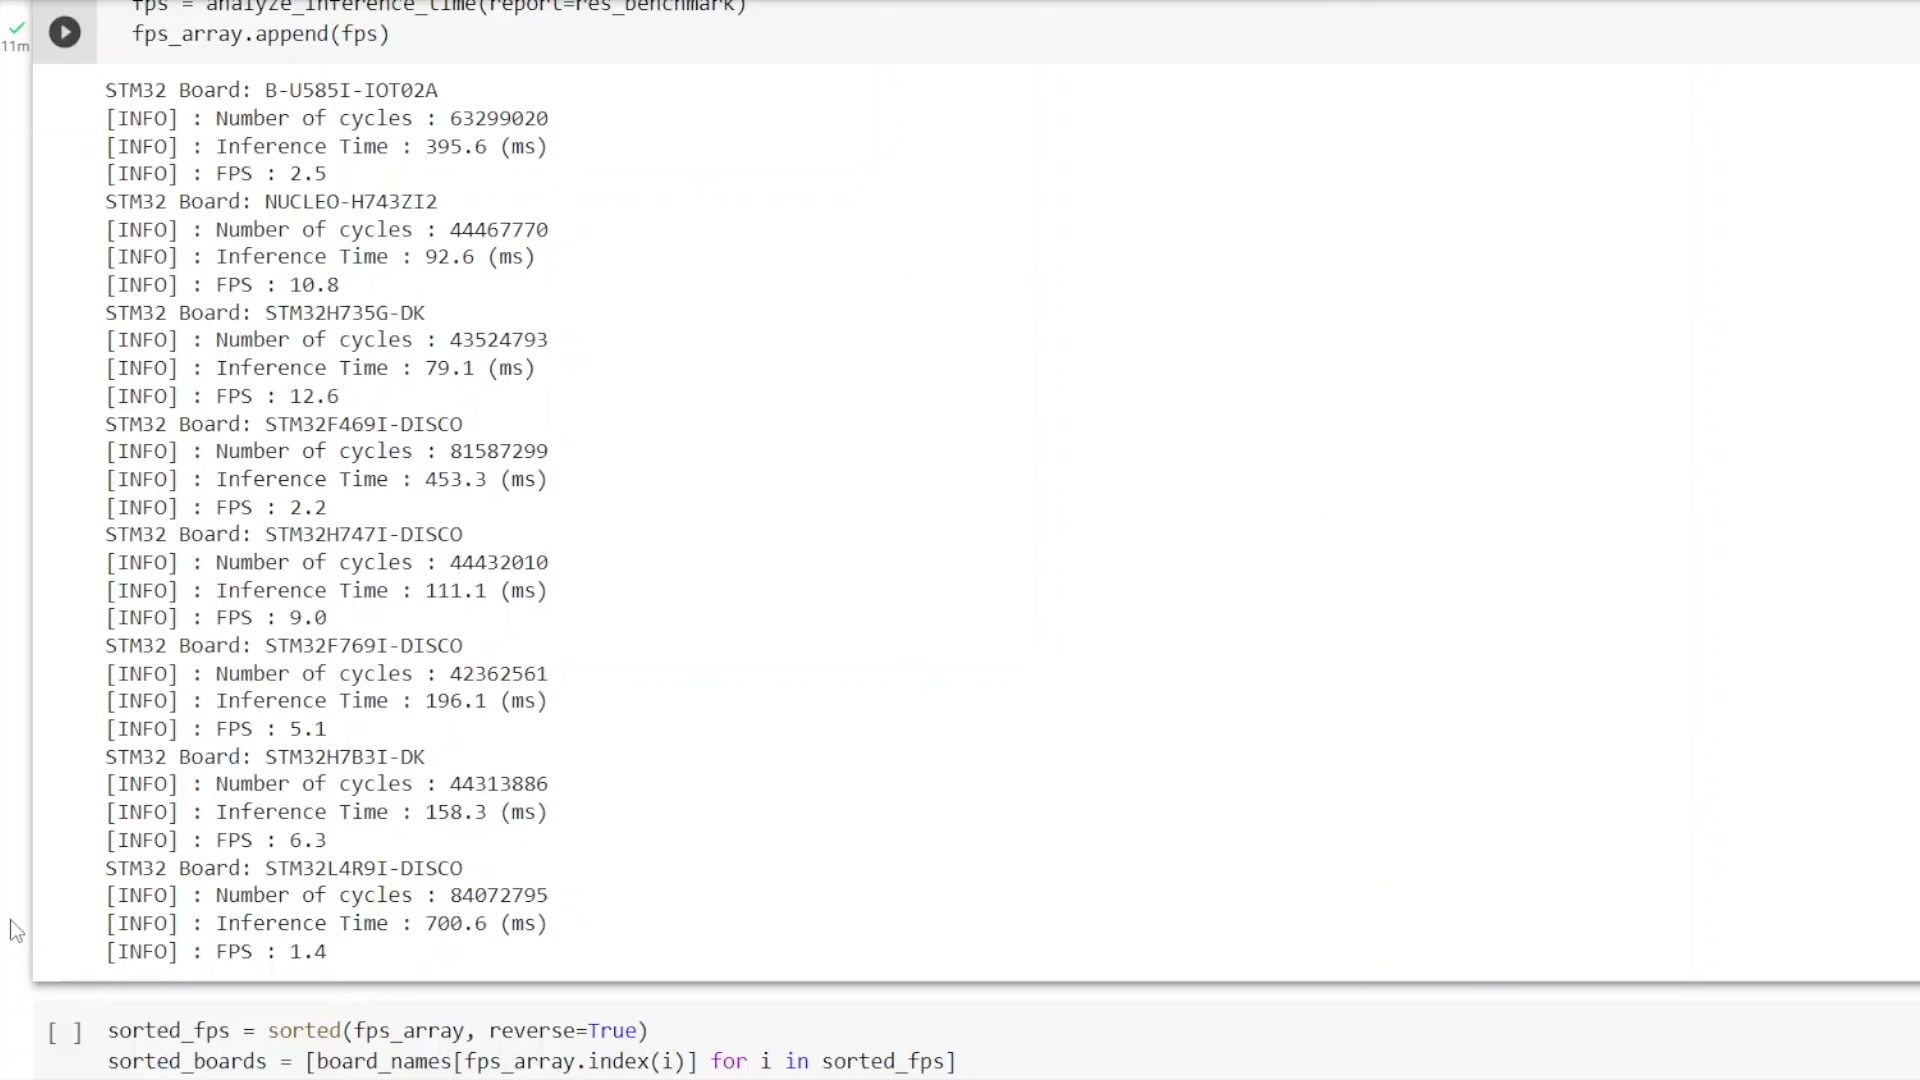 fps = analyze_inference_time(report=res_benchmark)
fps_array.append(fps)
11m
STM32 Board: B-U585I-IOT02A
[INFO] : Number of cycles : 63299020
[INFO] : Inference Time : 395.6 (ms)
[INFO] : FPS : 2.5
STM32 Board: NUCLEO-H743ZI2
[INFO] : Number of cycles : 44467770
[INFO] : Inference Time : 92.6 (ms)
[INFO] : FPS : 10.8
STM32 Board: STM32H735G-DK
[INFO] : Number of cycles : 43524793
[INFO] : Inference Time : 79.1 (ms)
[INFO] : FPS : 12.6
STM32 Board: STM32F469I-DISCO
[INFO] : Number of cycles : 81587299
[INFO] : Inference Time : 453.3 (ms)
[INFO] : FPS : 2.2
STM32 Board: STM32H747I-DISCO
[INFO] : Number of cycles : 44432010
[INFO] : Inference Time : 111.1 (ms)
[INFO] : FPS : 9.0
STM32 Board: STM32F769I-DISCO
[INFO] : Number of cycles : 42362561
[INFO] : Inference Time : 196.1 (ms)
[INFO] : FPS : 5.1
STM32 Board: STM32H7B3I-DK
[INFO] : Number of cycles : 44313886
[INFO] : Inference Time : 158.3 (ms)
[INFO] : FPS : 6.3
STM32 Board: STM32L4R9I-DISCO
[INFO] : Number of cycles : 84072795
[INFO] : Inference Time : 700.6 (ms)
[INFO] : FPS : 1.4
[ ] sorted_fps = sorted(fps_array, reverse=True)
sorted_boards = [board_names[fps_array.index(i)] for i in sorted_fps]